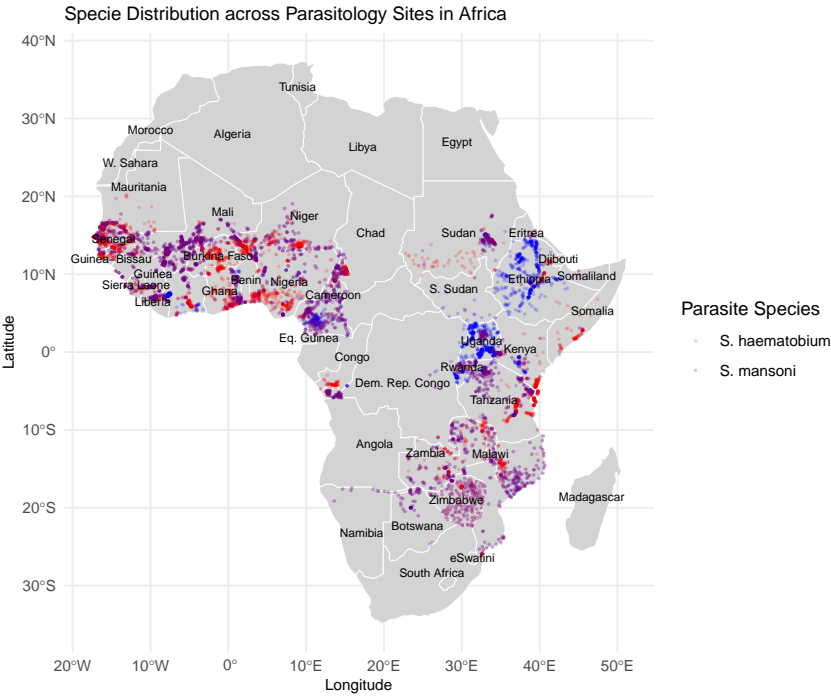 Specie Distribution across Parasitology Sites in Africa
40°N
30°N
20°N
10°N
0°
10°S
20°S
30°S
Latitude
Tunisia
Morocco
Algeria
Libya
Egypt
W. Sahara
Mauritania
Mali
Niger
Chad
Sudan
Eritrea
Senegal
Guinea−Bissau
Burkina Faso
Djibouti
Guinea
Benin
Nigeria
Ethiopia
Somaliland
Sierra Leone
Ghana
Cameroon
S. Sudan
Liberia
Somalia
Eq. Guinea
Uganda
Kenya
Congo
Rwanda
Dem. Rep. Congo
Tanzania
Angola
Zambia
Malawi
Zimbabwe
Madagascar
Namibia
Botswana
eSwatini
South Africa
20°W
10°W
0°
10°E
20°E
30°E
40°E
50°E
Longitude
Parasite Species
S. haematobium
S. mansoni